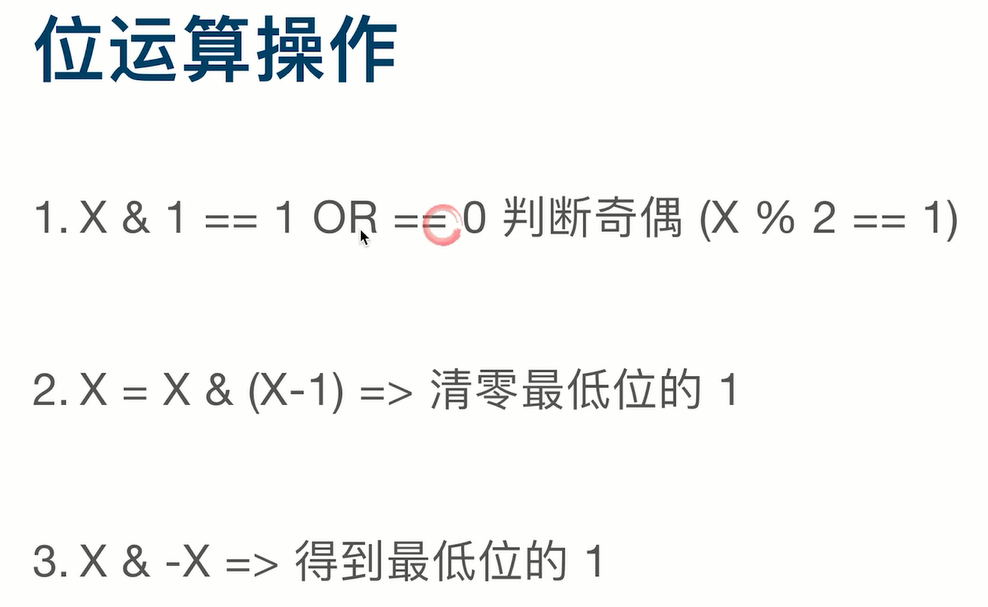 位运算操作
1. X & 1 == 1 OR == 0 判断奇偶 (X % 2 == 1)
2. X = X & (X-1) => 清零最低位的 1
3. X & -X => 得到最低位的 1